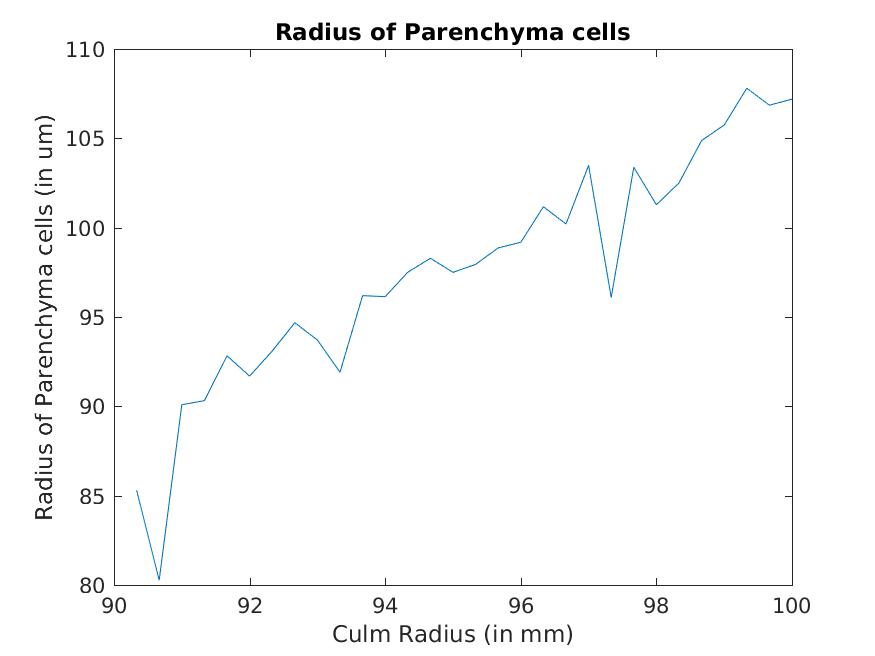 Radius of Parenchyma cells
110
105
100
95
90
85
80
Radius of Parenchyma cells (in um)
90 92 94 96 98 100
Culm Radius (in mm)